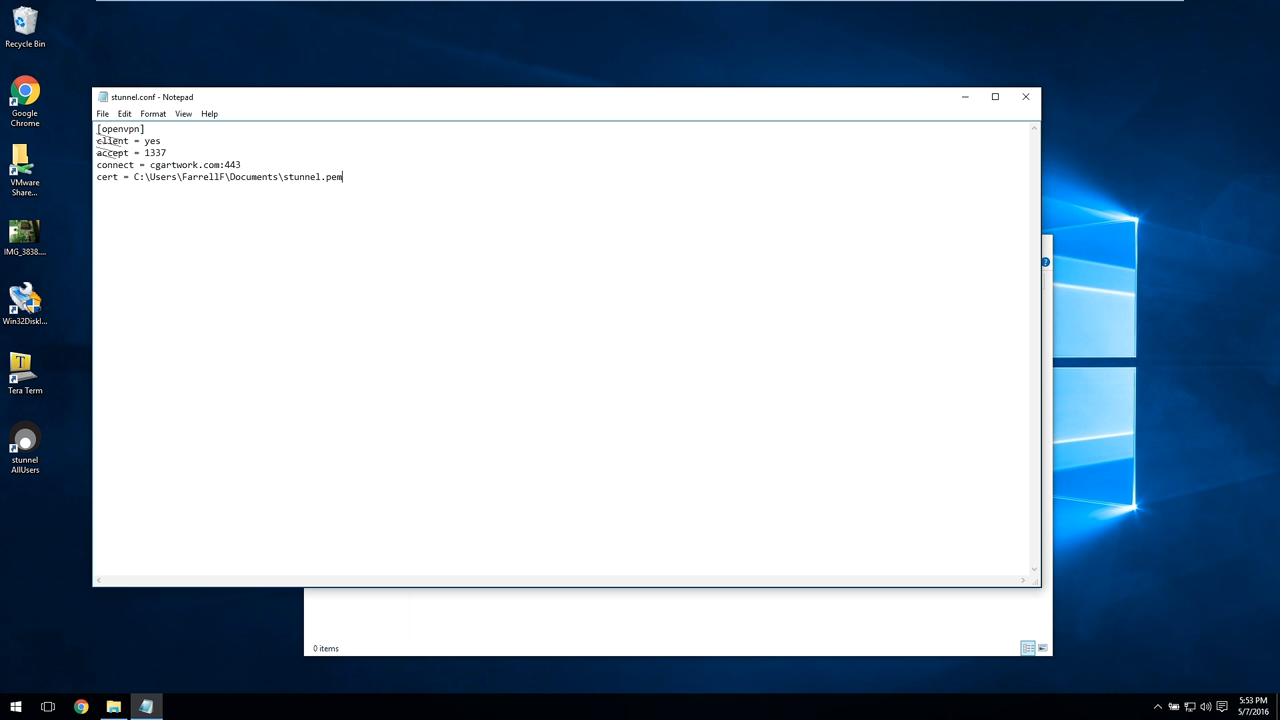 Recycle Bin
Google
Chrome
VMware
Share...
IMG_3838....
Win32DiskI...
Tera Term
stunnel
AllUsers
stunnel.conf - Notepad
File Edit Format View Help
[openvpn]
client = yes
accept = 1337
connect = cgartwork.com:443
cert = C:\Users\FarrellF\Documents\stunnel.pem
0 items
5:53 PM
5/7/2016